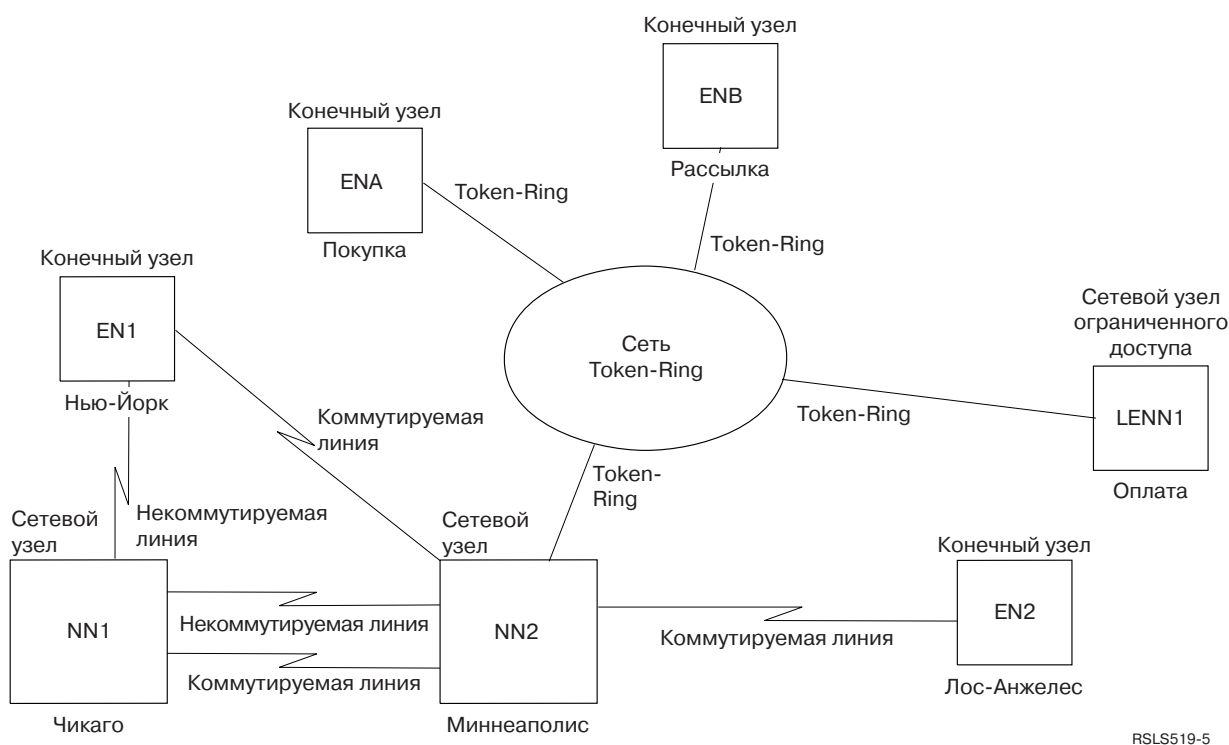 Конечный узел
ENB
Рассылка
Token-Ring
Конечный узел
ENA
Покупка
Token-Ring
Конечный узел
EN1
Нью-Йорк
Сеть
Token-Ring
Сетевой узел
ограниченного
доступа
LENN1
Оплата
Token-Ring
Коммутируемая
линия
Token-
Ring
Некоммутируемая
линия
Сетевой
узел
NN1
Чикаго
Некоммутируемая линия
Коммутируемая линия
Сетевой
узел
NN2
Миннеаполис
Коммутируемая линия
Конечный узел
EN2
Лос-Анжелес
RSLS519-5